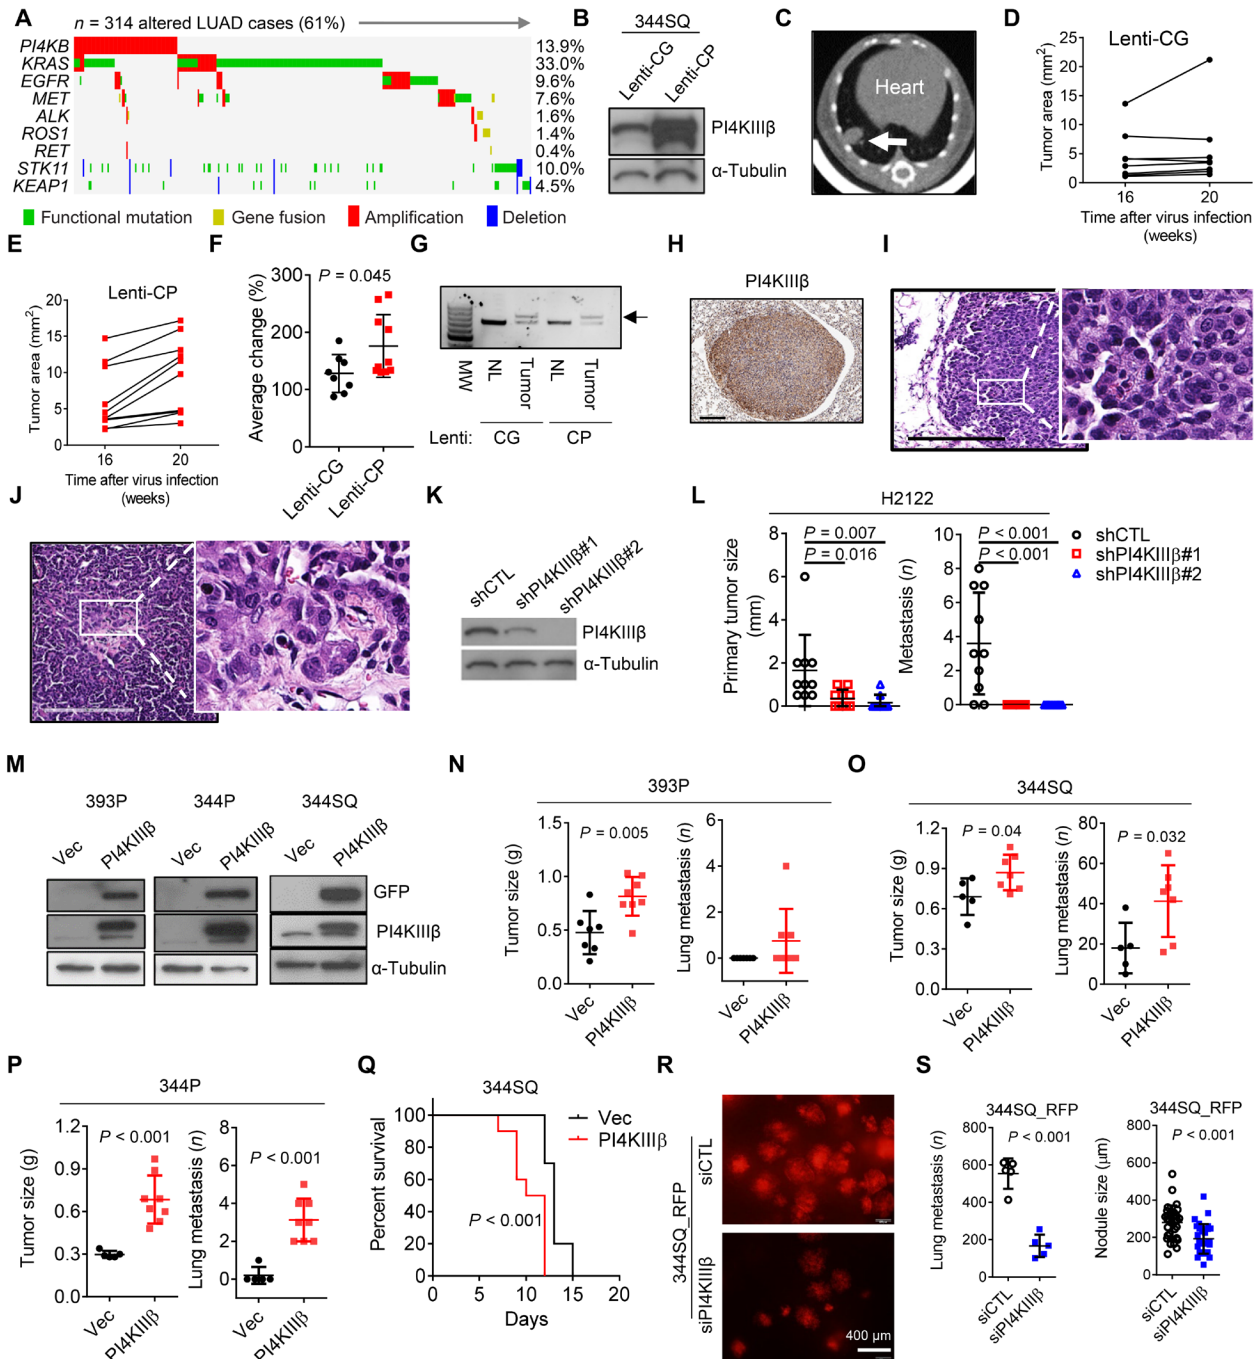 A
n = 314 altered LUAD cases (61%)
PI4KB 13.9%
KRAS 33.0%
EGFR 9.6%
MET 7.6%
ALK 1.6%
ROS1 1.4%
RET 0.4%
STK11 10.0%
KEAP1 4.5%
Functional mutation Gene fusion Amplification Deletion
B
344SQ
Lenti-CG
Lenti-CP
PI4KIIIβ
α-Tubulin
C
Heart
D
Lenti-CG
Tumor area (mm²)
25
20
15
10
5
0
16 20
Time after virus infection
(weeks)
E
Lenti-CP
Tumor area (mm²)
20
15
10
5
0
16 20
Time after virus infection
(weeks)
F
P = 0.045
Average change (%)
300
200
100
0
Lenti-CG
Lenti-CP
G
MW
NL
Tumor
NL
Tumor
Lenti: CG CP
H
PI4KIIIβ
I
J
K
shCTL
shPI4KIIIβ#1
shPI4KIIIβ#2
PI4KIIIβ
α-Tubulin
L
H2122
Primary tumor size
(mm)
8
6
4
2
0
P = 0.007
P = 0.016
Metastasis (n)
10
8
6
4
2
0
P < 0.001
P < 0.001
shCTL
shPI4KIIIβ#1
shPI4KIIIβ#2
M
393P 344P 344SQ
Vec
PI4KIIIβ
Vec
PI4KIIIβ
Vec
PI4KIIIβ
GFP
PI4KIIIβ
α-Tubulin
N
393P
Tumor size (g)
1.5
1.0
0.5
0.0
P = 0.005
Vec
PI4KIIIβ
Lung metastasis (n)
6
4
2
0
Vec
PI4KIIIβ
O
344SQ
Tumor size (g)
1.2
0.9
0.6
0.3
0.0
P = 0.04
Vec
PI4KIIIβ
Lung metastasis (n)
80
60
40
20
0
P = 0.032
Vec
PI4KIIIβ
P
344P
Tumor size (g)
1.2
0.9
0.6
0.3
0.0
P < 0.001
Vec
PI4KIIIβ
Lung metastasis (n)
8
6
4
2
0
P < 0.001
Vec
PI4KIIIβ
Q
344SQ
Percent survival
100
80
60
40
20
0
Vec
PI4KIIIβ
P < 0.001
0 5 10 15 20
Days
R
344SQ_RFP
siCTL
siPI4KIIIβ
400 μm
S
344SQ_RFP
P < 0.001
Lung metastasis (n)
800
600
400
200
0
siCTL
siPI4KIIIβ
344SQ_RFP
P < 0.001
Nodule size (μm)
800
600
400
200
0
siCTL
siPI4KIIIβ